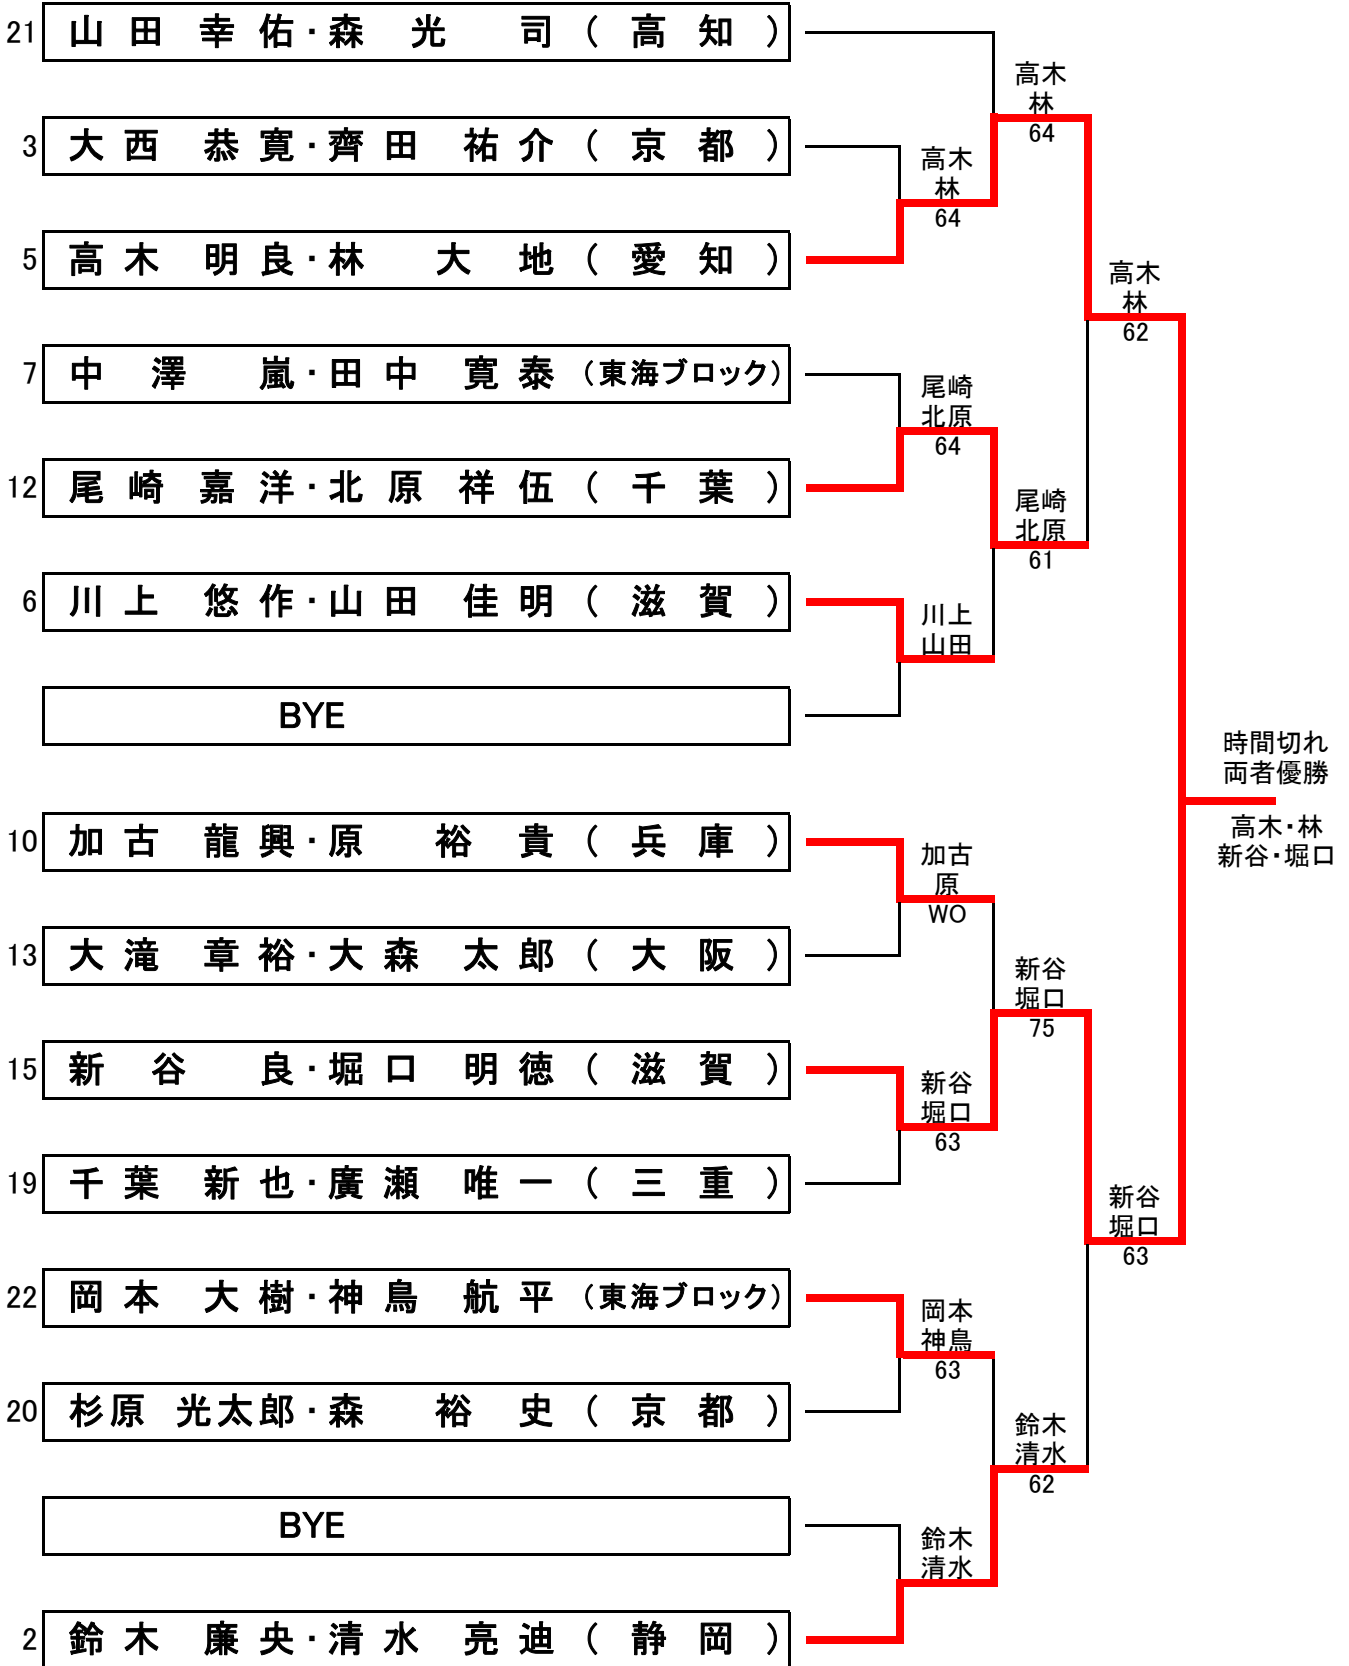 21 山田 幸佑・森 光司（高知）
高木
林
64
3 大西 恭寛・齊田 祐介（京都）
高木
林
64
5 高木 明良・林 大地（愛知）
高木
林
62
7 中澤 嵐・田中 寛泰（東海ブロック）
尾崎
北原
64
12 尾崎 嘉洋・北原 祥伍（千葉）
尾崎
北原
61
6 川上 悠作・山田 佳明（滋賀）
川上
山田
BYE
時間切れ
両者優勝
高木・林
新谷・堀口
10 加古 龍興・原 裕貴（兵庫）
加古
原
WO
13 大滝 章裕・大森 太郎（大阪）
新谷
堀口
75
15 新谷 良・堀口 明徳（滋賀）
新谷
堀口
63
19 千葉 新也・廣瀬 唯一（三重）
新谷
堀口
63
22 岡本 大樹・神鳥 航平（東海ブロック）
岡本
神鳥
63
20 杉原 光太郎・森 裕史（京都）
鈴木
清水
62
BYE
鈴木
清水
2 鈴木 廉央・清水 亮迪（静岡）